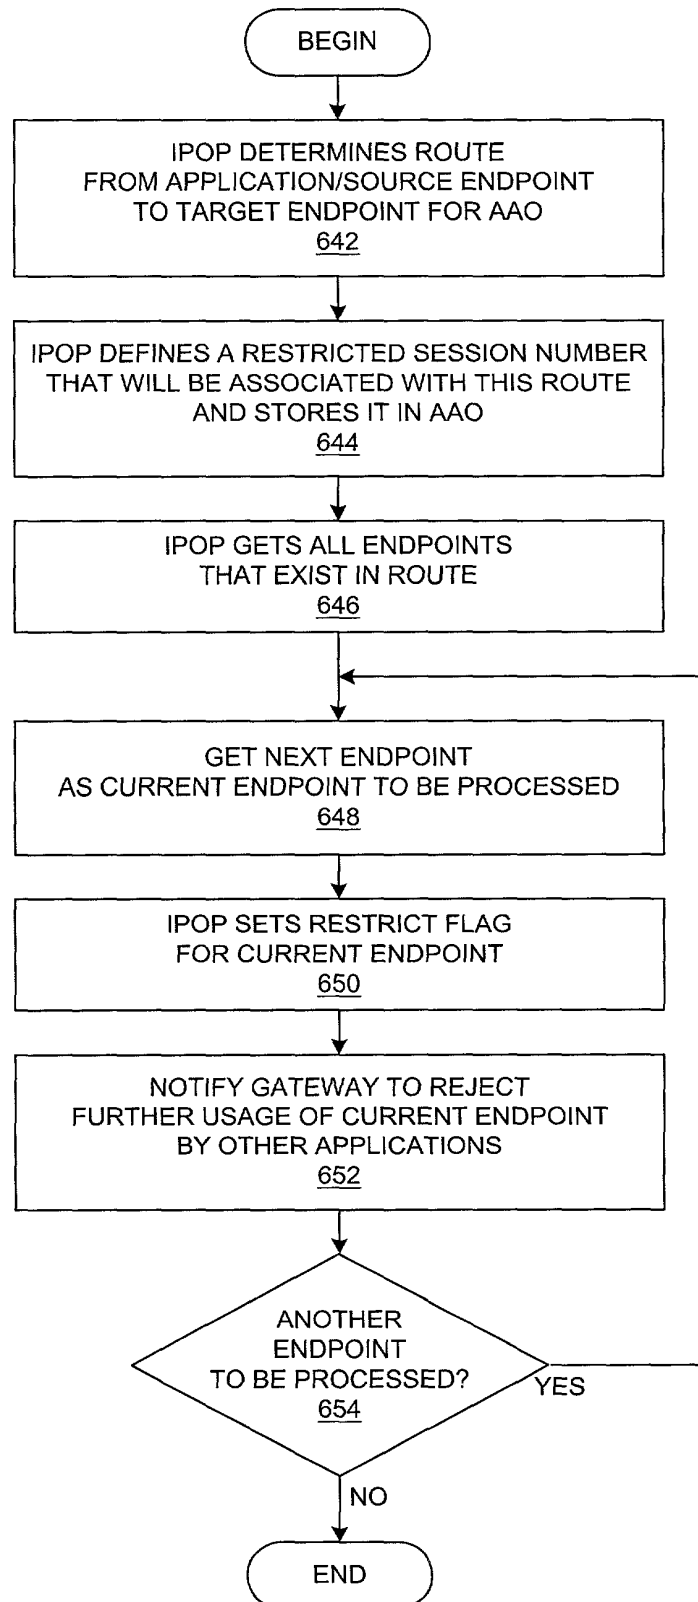 BEGIN
IPOP DETERMINES ROUTE
FROM APPLICATION/SOURCE ENDPOINT
TO TARGET ENDPOINT FOR AAO
642
IPOP DEFINES A RESTRICTED SESSION NUMBER
THAT WILL BE ASSOCIATED WITH THIS ROUTE
AND STORES IT IN AAO
644
IPOP GETS ALL ENDPOINTS
THAT EXIST IN ROUTE
646
GET NEXT ENDPOINT
AS CURRENT ENDPOINT TO BE PROCESSED
648
IPOP SETS RESTRICT FLAG
FOR CURRENT ENDPOINT
650
NOTIFY GATEWAY TO REJECT
FURTHER USAGE OF CURRENT ENDPOINT
BY OTHER APPLICATIONS
652
ANOTHER
ENDPOINT
TO BE PROCESSED?
654
YES
NO
END